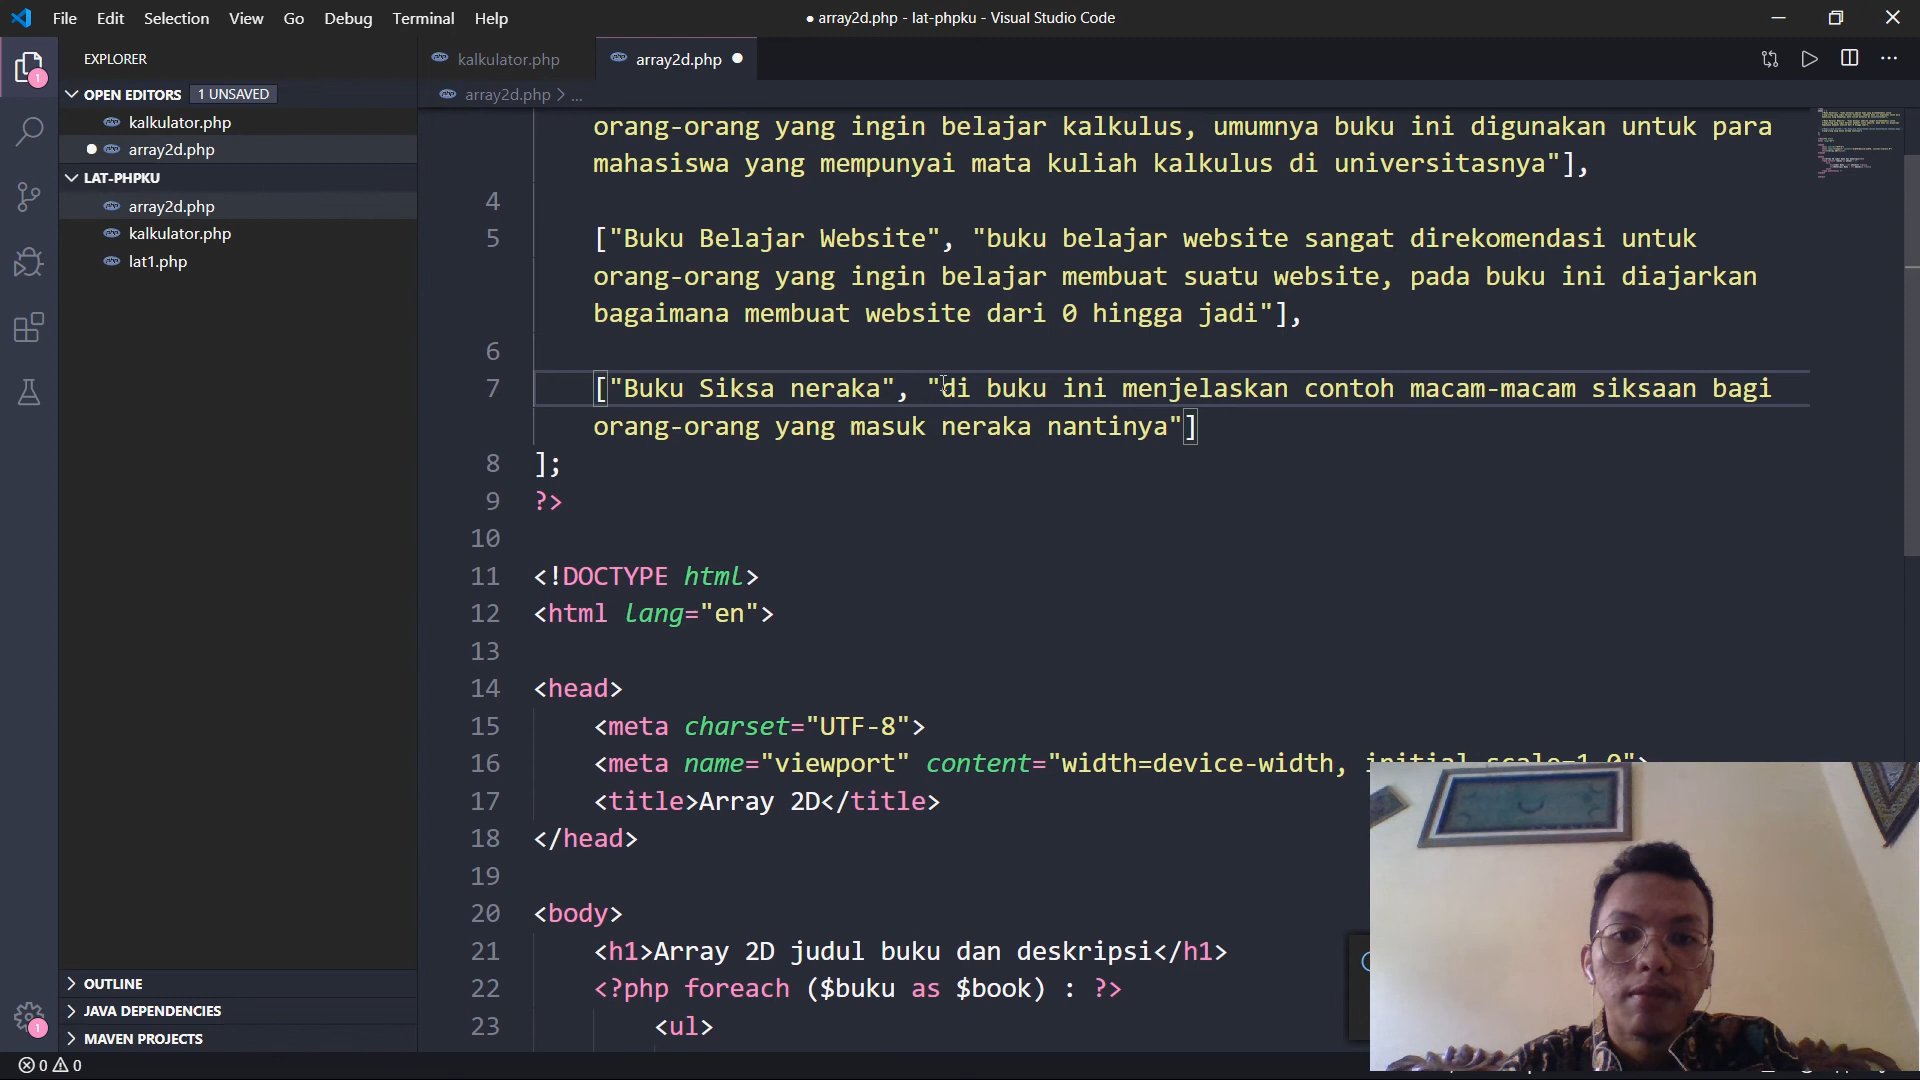 File Edit Selection View Go Debug Terminal Help
● array2d.php - lat-phpku - Visual Studio Code
EXPLORER
OPEN EDITORS 1 UNSAVED
kalkulator.php
array2d.php
LAT-PHPKU
array2d.php
kalkulator.php
lat1.php
OUTLINE
JAVA DEPENDENCIES
MAVEN PROJECTS
0 0
1
1
kalkulator.php array2d.php
array2d.php > ...
orang-orang yang ingin belajar kalkulus, umumnya buku ini digunakan untuk para
mahasiswa yang mempunyai mata kuliah kalkulus di universitasnya"],
4
5 ["Buku Belajar Website", "buku belajar website sangat direkomendasi untuk
orang-orang yang ingin belajar membuat suatu website, pada buku ini diajarkan
bagaimana membuat website dari 0 hingga jadi"],
6
7 ["Buku Siksa neraka", "di buku ini menjelaskan contoh macam-macam siksaan bagi
orang-orang yang masuk neraka nantinya"]
8 ];
9 ?>
10
11 <!DOCTYPE html>
12 <html lang="en">
13
14 <head>
15 <meta charset="UTF-8">
16 <meta name="viewport" content="width=device-width, initial-scale=1.0">
17 <title>Array 2D</title>
18 </head>
19
20 <body>
21 <h1>Array 2D judul buku dan deskripsi</h1>
22 <?php foreach ($buku as $book) : ?>
23 <ul>